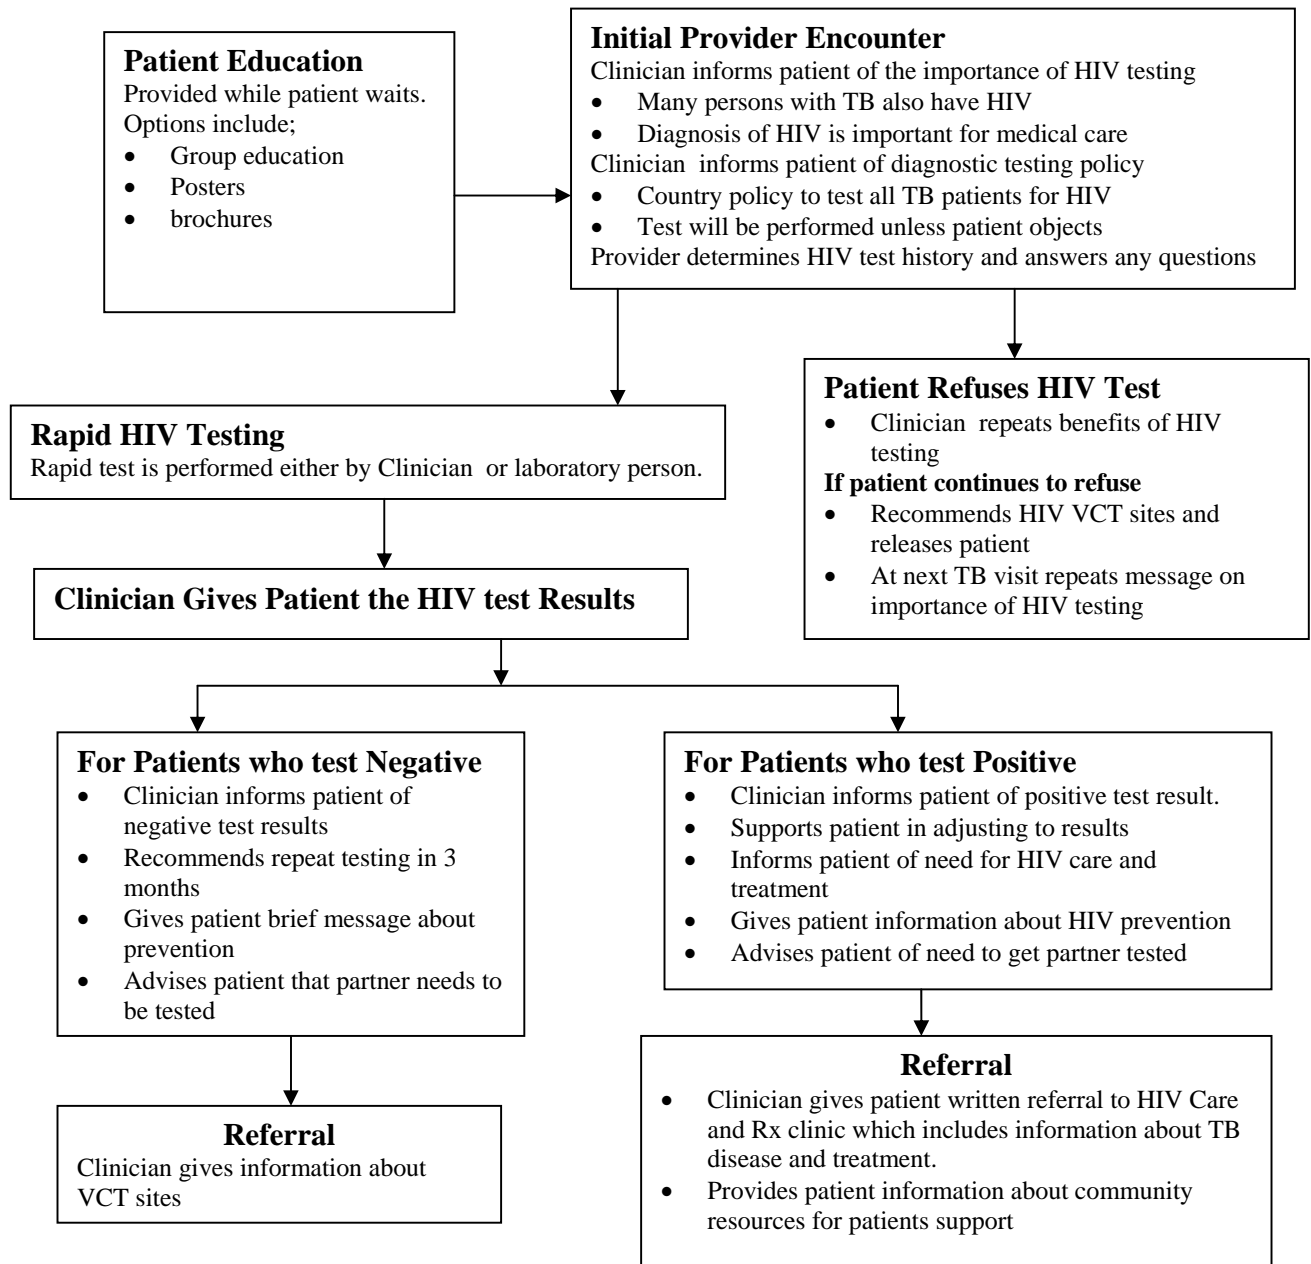 Patient Education
Provided while patient waits.
Options include;
• Group education
• Posters
• brochures
Initial Provider Encounter
Clinician informs patient of the importance of HIV testing
• Many persons with TB also have HIV
• Diagnosis of HIV is important for medical care
Clinician  informs patient of diagnostic testing policy
• Country policy to test all TB patients for HIV
• Test will be performed unless patient objects
Provider determines HIV test history and answers any questions
Patient Refuses HIV Test
• Clinician  repeats benefits of HIV
testing
If patient continues to refuse
• Recommends HIV VCT sites and
releases patient
• At next TB visit repeats message on
importance of HIV testing
Rapid HIV Testing
Rapid test is performed either by Clinician  or laboratory person.
Clinician Gives Patient the HIV test Results
For Patients who test Negative
• Clinician informs patient of
negative test results
• Recommends repeat testing in 3
months
• Gives patient brief message about
prevention
• Advises patient that partner needs to
be tested
For Patients who test Positive
• Clinician informs patient of positive test result.
• Supports patient in adjusting to results
• Informs patient of need for HIV care and
treatment
• Gives patient information about HIV prevention
• Advises patient of need to get partner tested
Referral
Clinician gives information about
VCT sites
Referral
• Clinician gives patient written referral to HIV Care
and Rx clinic which includes information about TB
disease and treatment.
• Provides patient information about community
resources for patients support